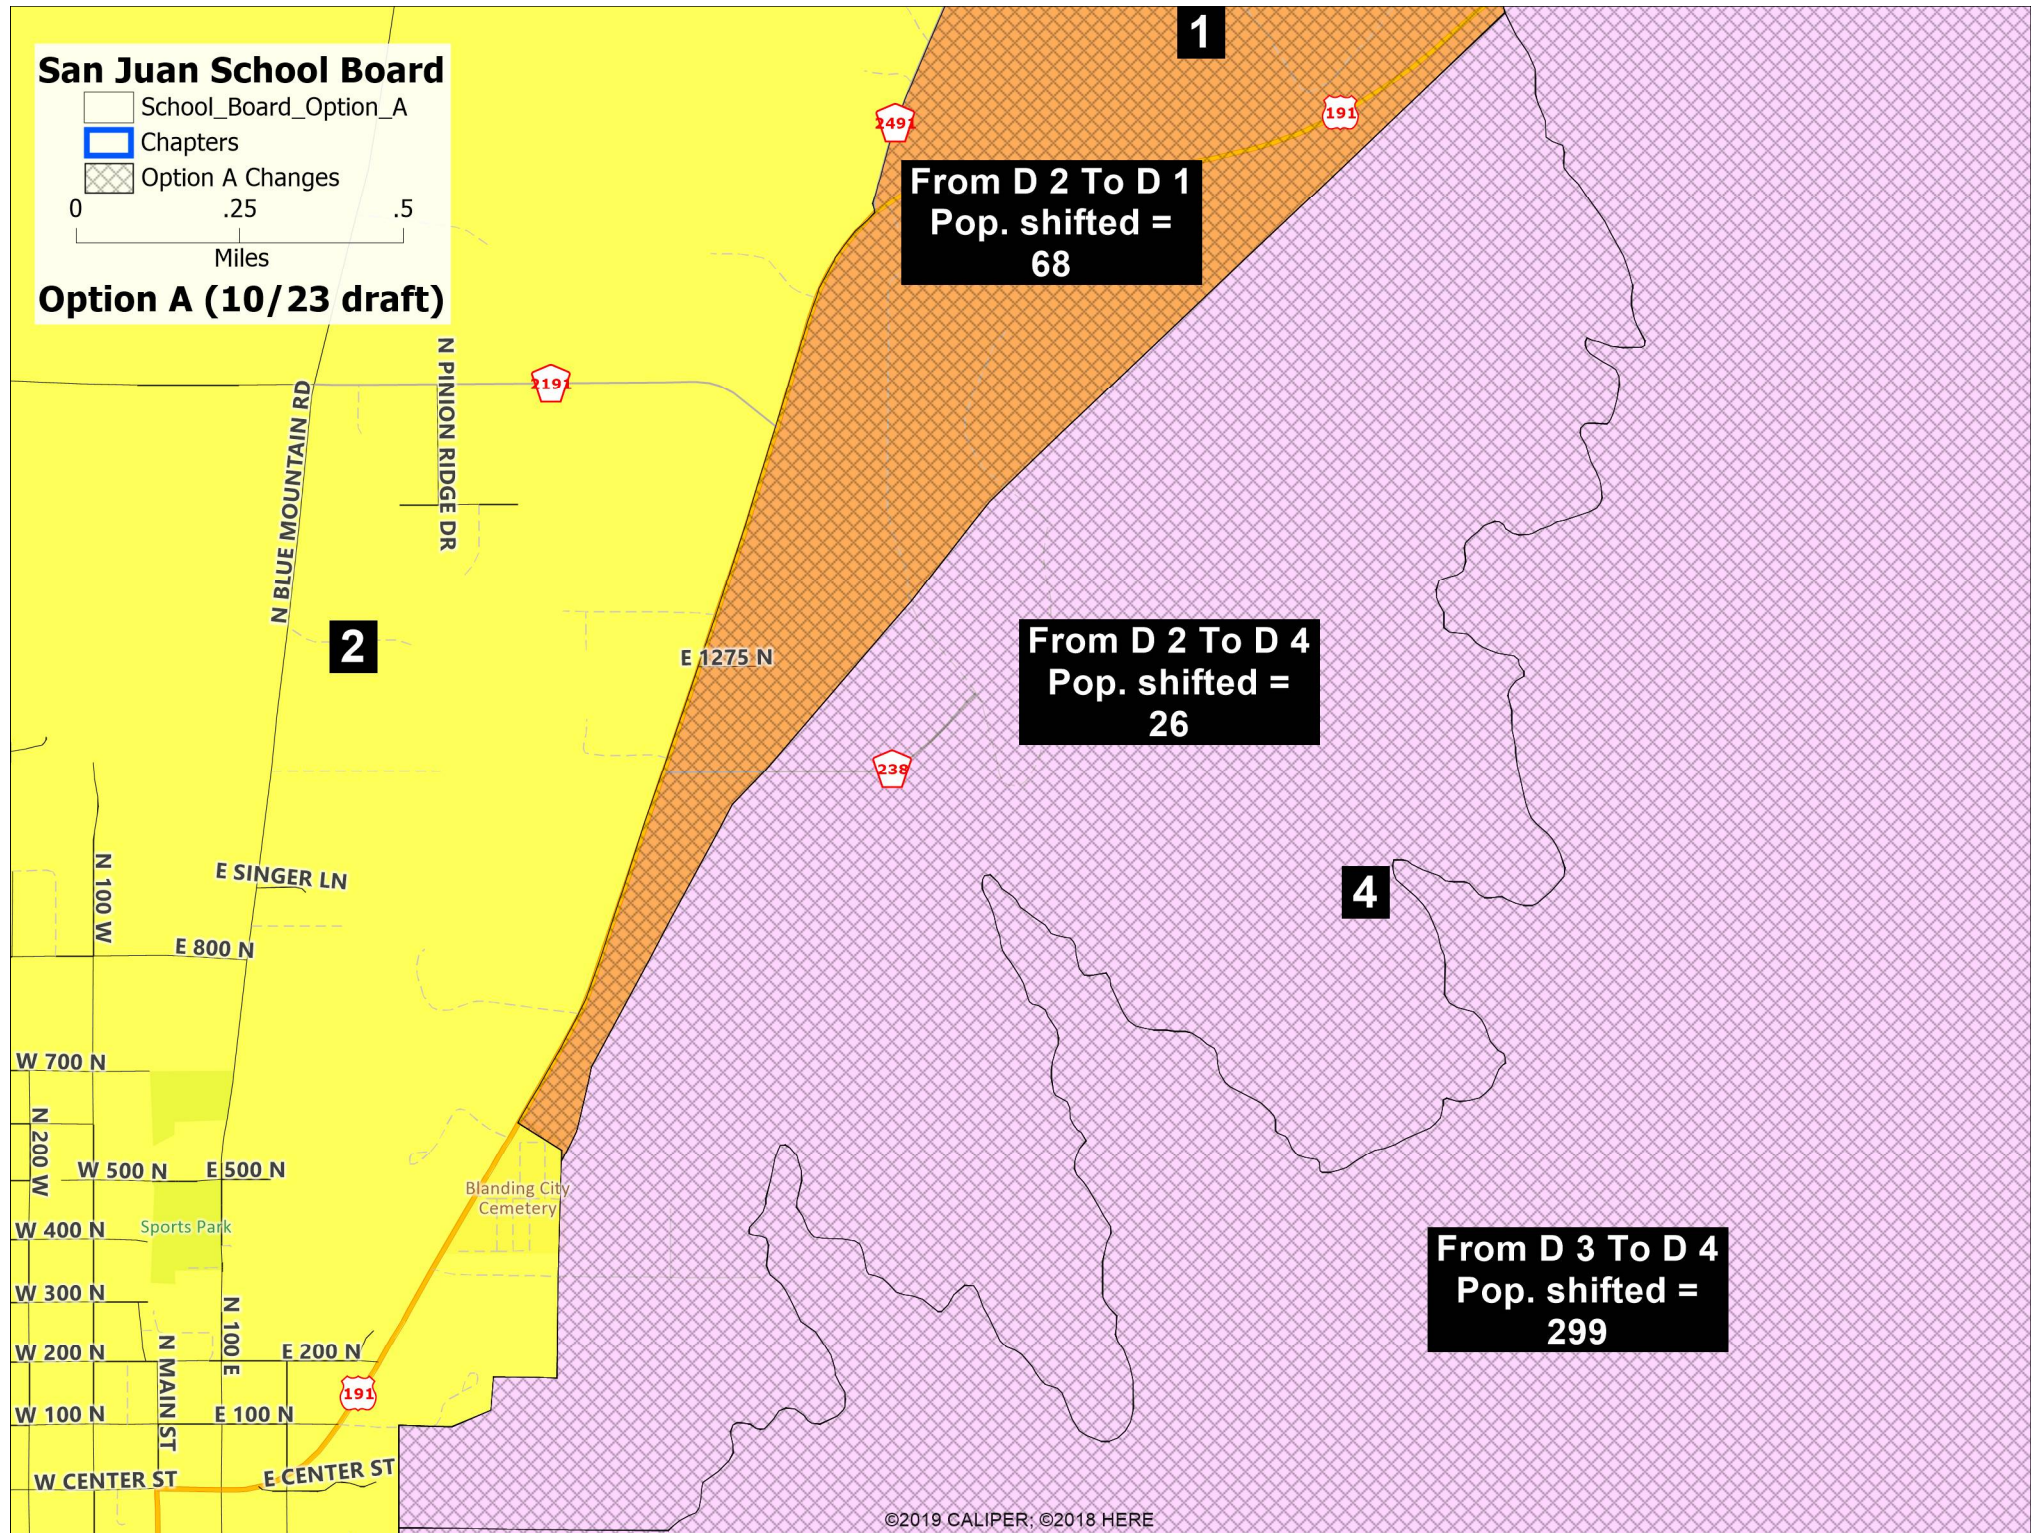 San Juan School Board
School_Board_Option_A
Chapters
Option A Changes
0 .25 .5
Miles
Option A (10/23 draft)
1
2491
191
From D 2 To D 1
Pop. shifted =
68
N PINION RIDGE DR
2191
N BLUE MOUNTAIN RD
2
E 1275 N
From D 2 To D 4
Pop. shifted =
26
238
N 100 W
E SINGER LN
4
E 800 N
W 700 N
N 200 W
W 500 N
E 500 N
Blanding City
Cemetery
Sports Park
W 400 N
From D 3 To D 4
Pop. shifted =
299
W 300 N
N 100 E
N MAIN ST
W 200 N
E 200 N
191
W 100 N
E 100 N
W CENTER ST
E CENTER ST
©2019 CALIPER; ©2018 HERE